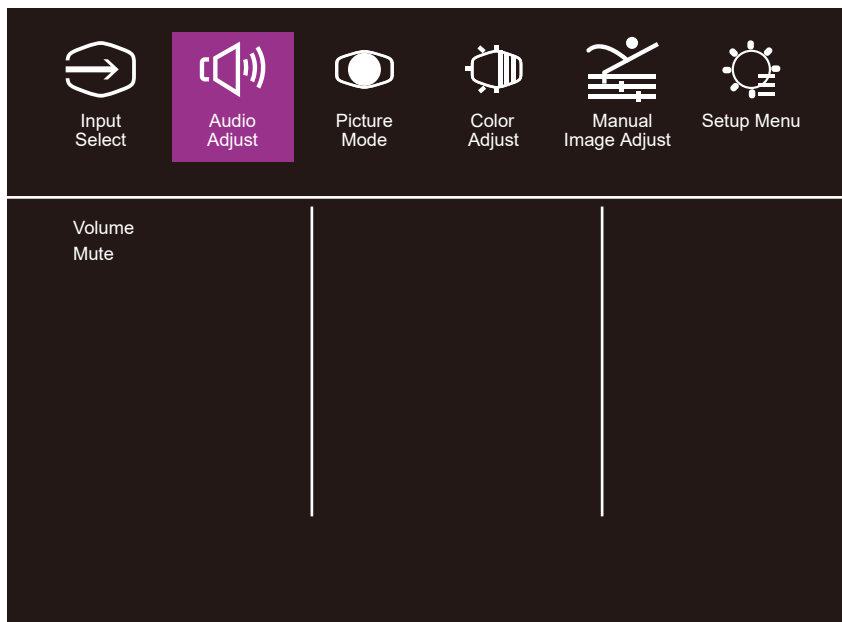 Input
Select
Audio
Adjust
Picture
Mode
Color
Adjust
Manual
Image Adjust
Setup Menu
Volume
Mute